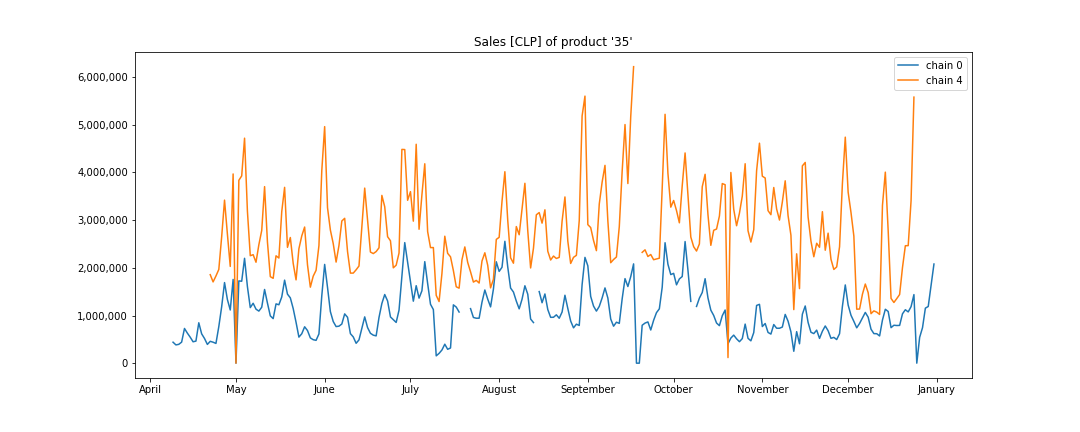 Sales [CLP] of product '35'
chain 0
chain 4
6,000,000
5,000,000
4,000,000
3,000,000
2,000,000
1,000,000
0
April May June July August September October November December January